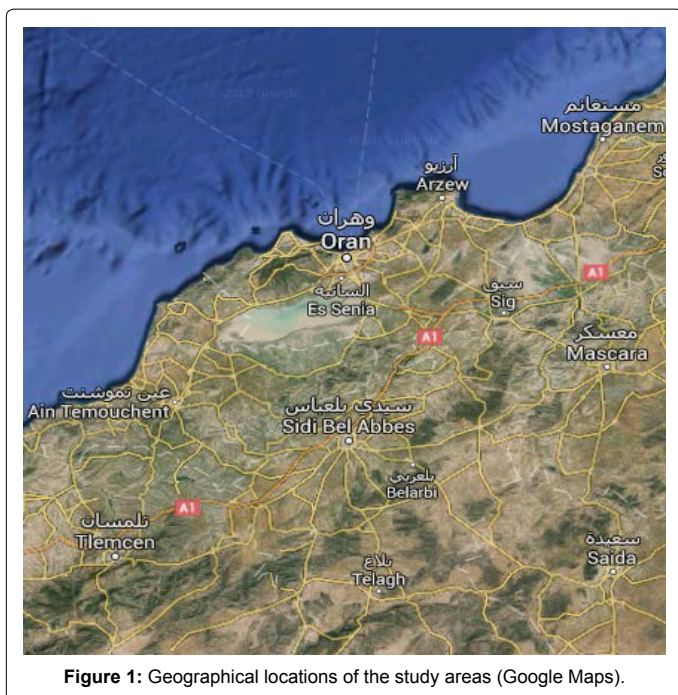 مستغانم
Mostaganem
آرزيو
Arzew
وهران
Oran
السانيه
Es Senia
سيق
Sig
A1
A1
معسكر
Mascara
عين تموشنت
Ain Temouchent
سيدي بلعباس
Sidi Bel Abbes
بلعربي
Belarbi
A1
تلمسان
Tlemcen
سعيدة
Saida
تلاغ
Telagh
Figure 1: Geographical locations of the study areas (Google Maps).